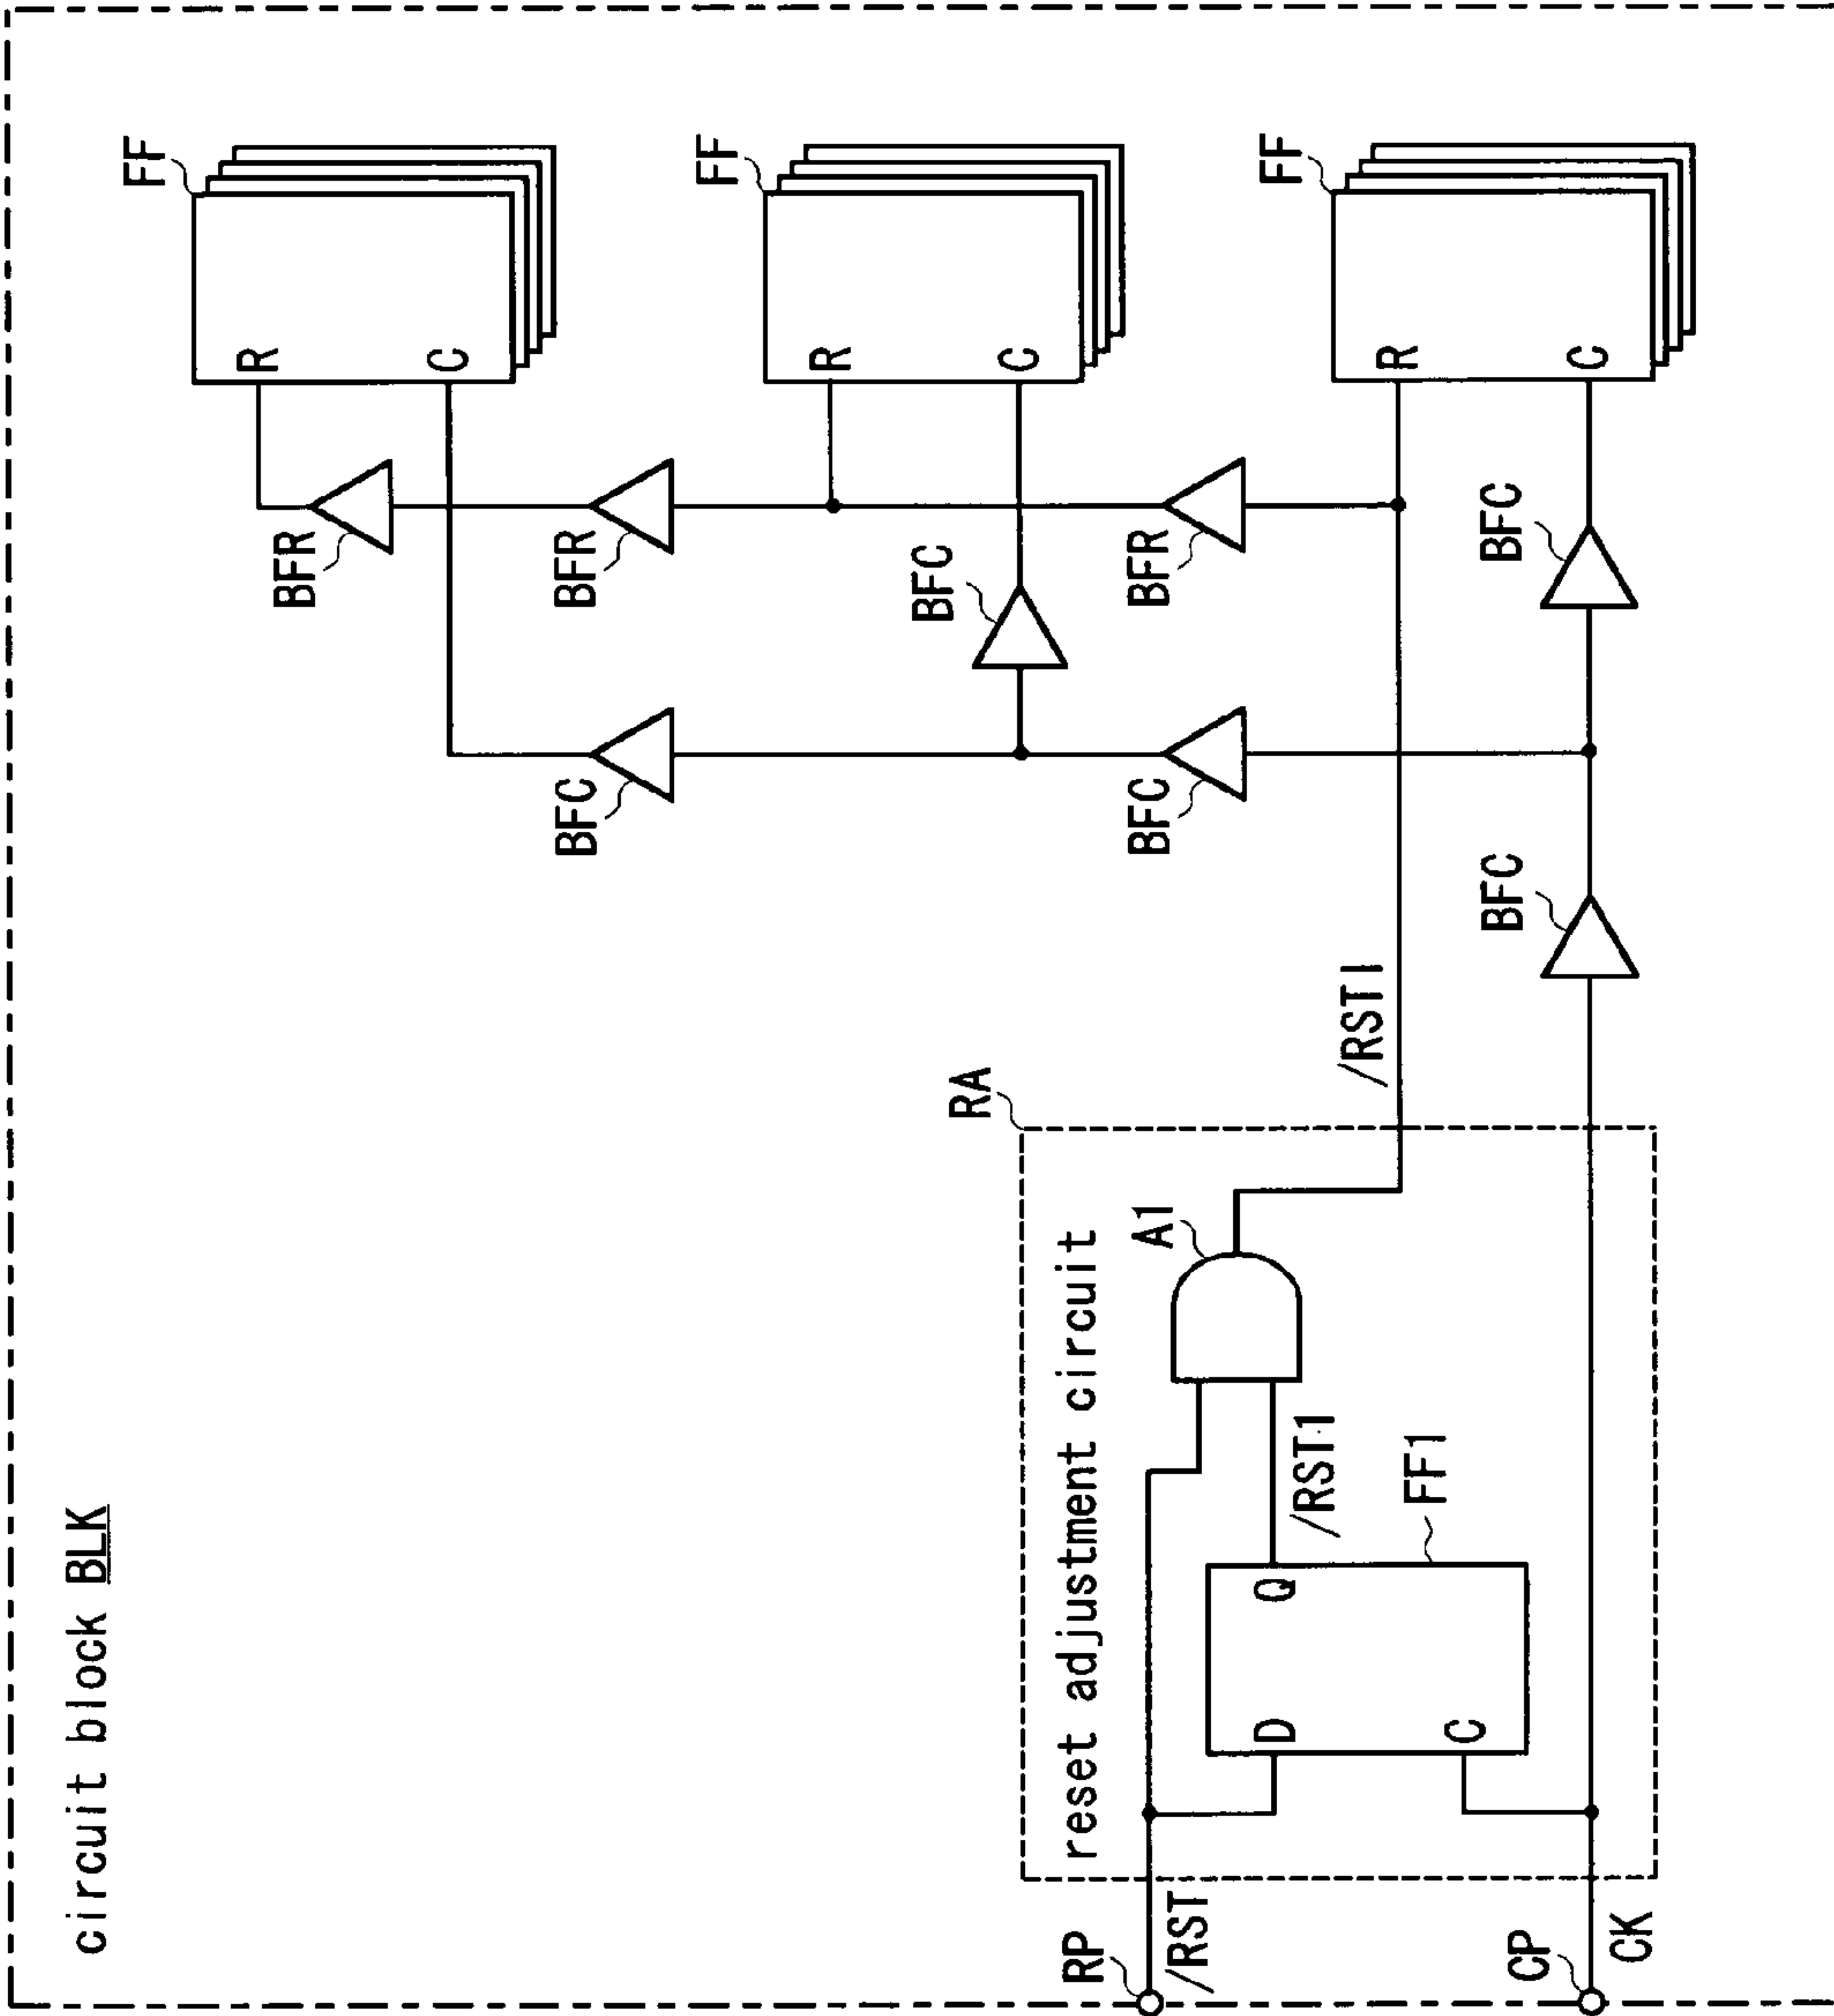 circuit block BLK
FF
R
C
BFR
BFR
BFC
FF
R
C
BFC
BFR
BFC
FF
R
C
BFC
BFC
/RSTI
RA
reset adjustment circuit
A1
/RST1
FF1
D
Q
C
RP
/RST
CP
CK